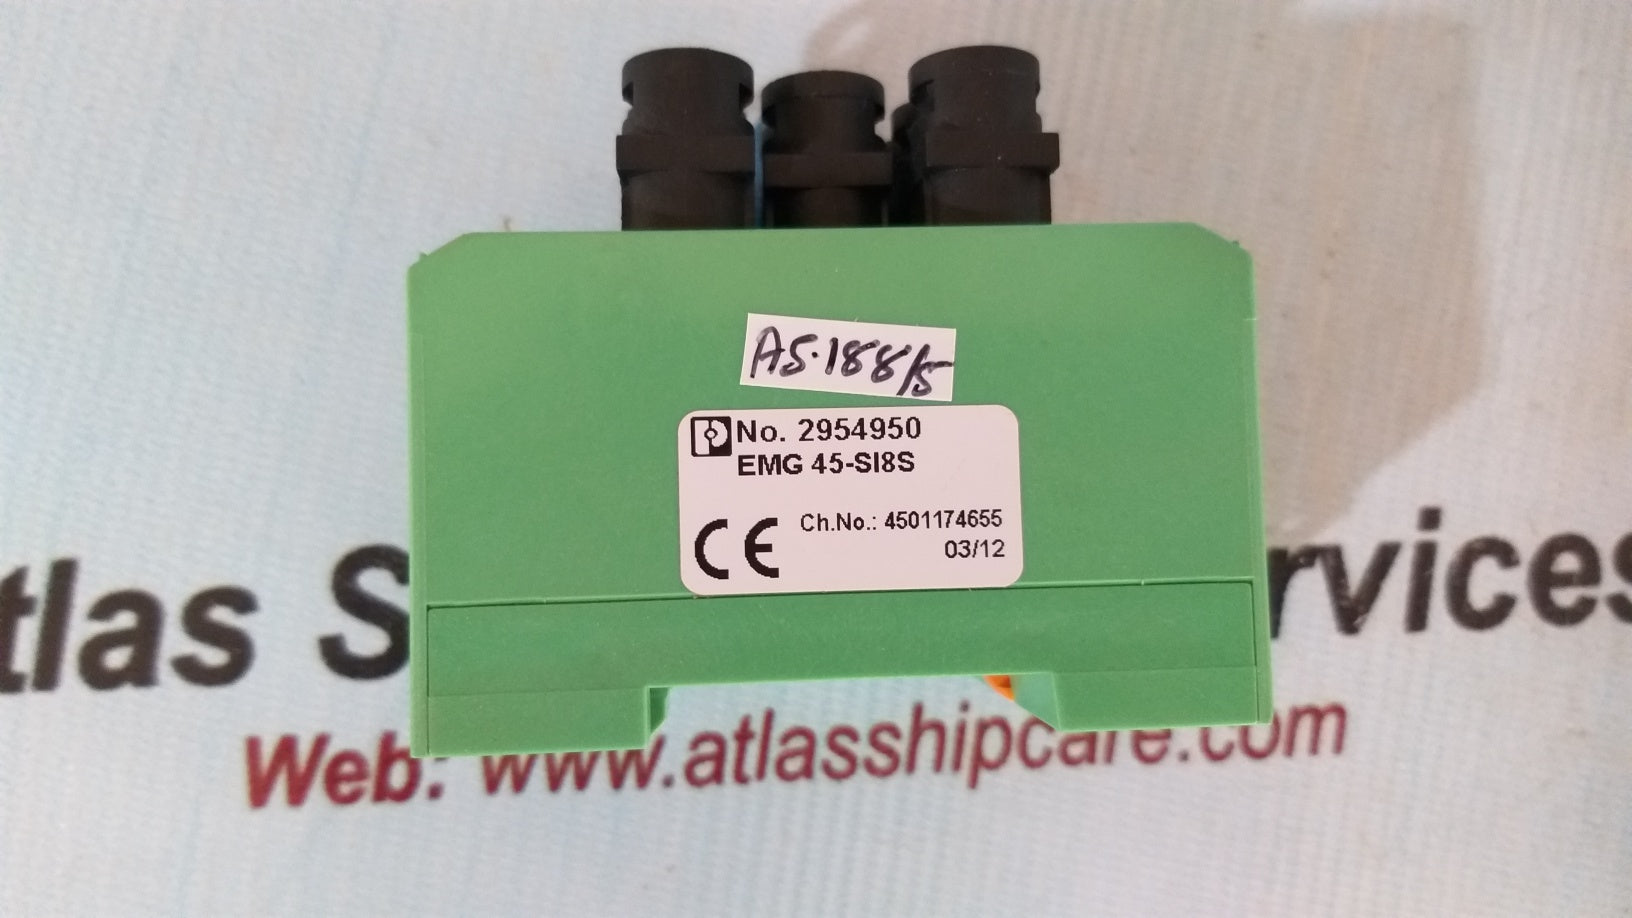 AS.188/5
No. 2954950
EMG 45-SI8S
CE Ch.No.: 4501174655
03/12
tlas S rvices
Web: www.atlasshipcare.com